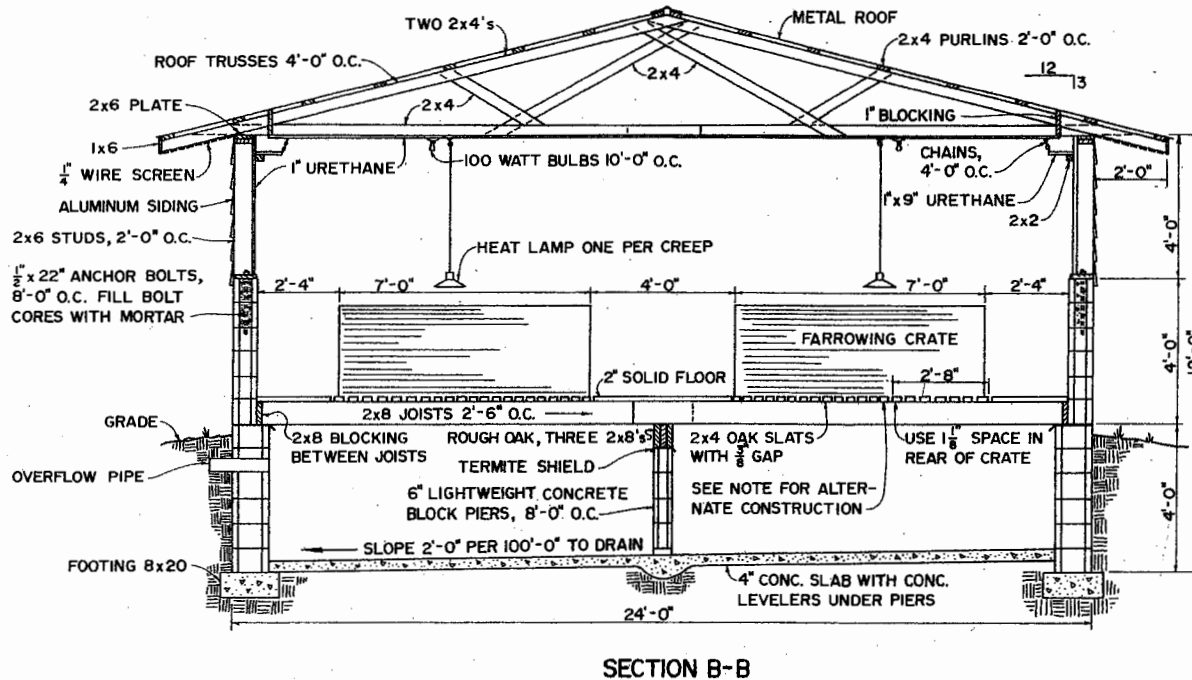 METAL ROOF
TWO 2x4's
2x4 PURLINS 2'-0" O.C.
ROOF TRUSSES 4'-0" O.C.
12
3
2x4
2x6 PLATE
2x4
1" BLOCKING
1x6
1/4" WIRE SCREEN
1" URETHANE
100 WATT BULBS 10'-0" O.C.
CHAINS,
4'-0" O.C.
2'-0"
ALUMINUM SIDING
1"x9" URETHANE
2x2
2x6 STUDS, 2'-0" O.C.
4'-0"
HEAT LAMP ONE PER CREEP
1/2" x 22" ANCHOR BOLTS,
8'-0" O.C. FILL BOLT
CORES WITH MORTAR
2'-4"
7'-0"
4'-0"
7'-0"
2'-4"
FARROWING CRATE
4'-0"
2" SOLID FLOOR
2'-8"
2x8 JOISTS 2'-6" O.C.
GRADE
2x8 BLOCKING
BETWEEN JOISTS
ROUGH OAK, THREE 2x8's
2x4 OAK SLATS
WITH GAP
USE 1 1/8" SPACE IN
REAR OF CRATE
TERMITE SHIELD
OVERFLOW PIPE
6" LIGHTWEIGHT CONCRETE
BLOCK PIERS, 8'-0" O.C.
SEE NOTE FOR ALTER-
NATE CONSTRUCTION
4'-0"
SLOPE 2'-0" PER 100'-0" TO DRAIN
FOOTING 8x20
4" CONC. SLAB WITH CONC.
LEVELERS UNDER PIERS
24'-0"
SECTION B-B